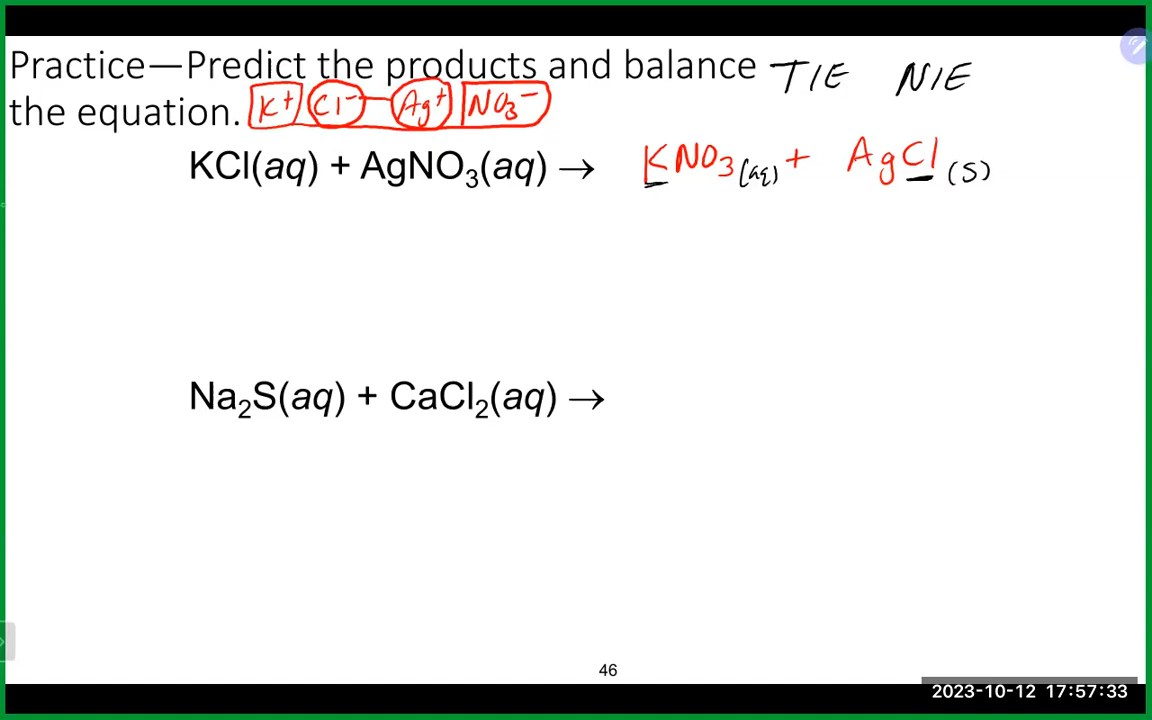 Practice—Predict the products and balance TIE NIE
the equation. K+ Cl− Ag+ NO3−
KCl(aq) + AgNO3(aq) → KNO3(aq) + AgCl(s)
Na2S(aq) + CaCl2(aq) →
46
2023-10-12 17:57:33